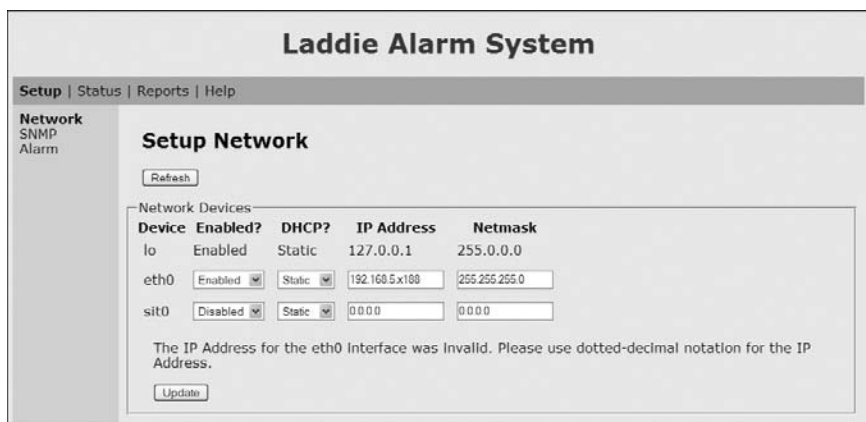 Laddie Alarm System
Setup | Status | Reports | Help
Network
SNMP
Alarm
Setup Network
Refresh
Network Devices
Device Enabled? DHCP? IP Address Netmask
lo Enabled Static 127.0.0.1 255.0.0.0
eth0 Enabled Static 192.168.5.x188 255.255.255.0
sit0 Disabled Static 0.0.0.0 0.0.0.0
The IP Address for the eth0 Interface was Invalid. Please use dotted-decimal notation for the IP
Address.
Update